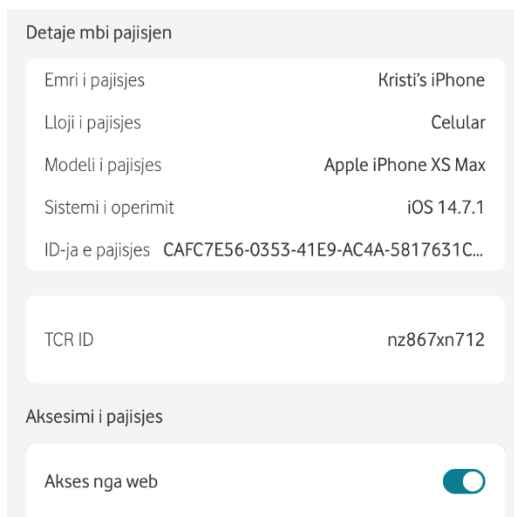 Detaje mbi pajisjen
Emri i pajisjes Kristi's iPhone
Lloji i pajisjes Celular
Modeli i pajisjes Apple iPhone XS Max
Sistemi i operimit iOS 14.7.1
ID-ja e pajisjes CAFC7E56-0353-41E9-AC4A-5817631C...
TCR ID nz867xn712
Aksesimi i pajisjes
Akses nga web